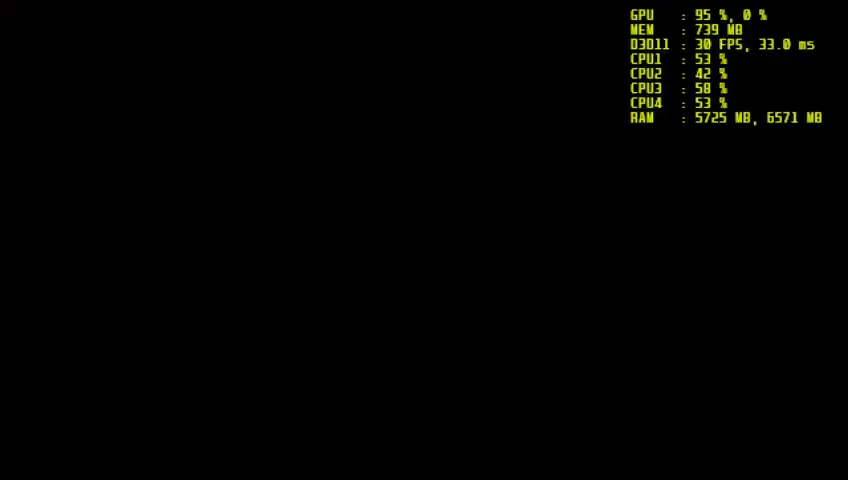 GPU : 95 %, 0 %
MEM : 739 MB
D3D11 : 30 FPS, 33.0 ms
CPU1 : 53 %
CPU2 : 42 %
CPU3 : 58 %
CPU4 : 53 %
RAM : 5725 MB, 6571 MB